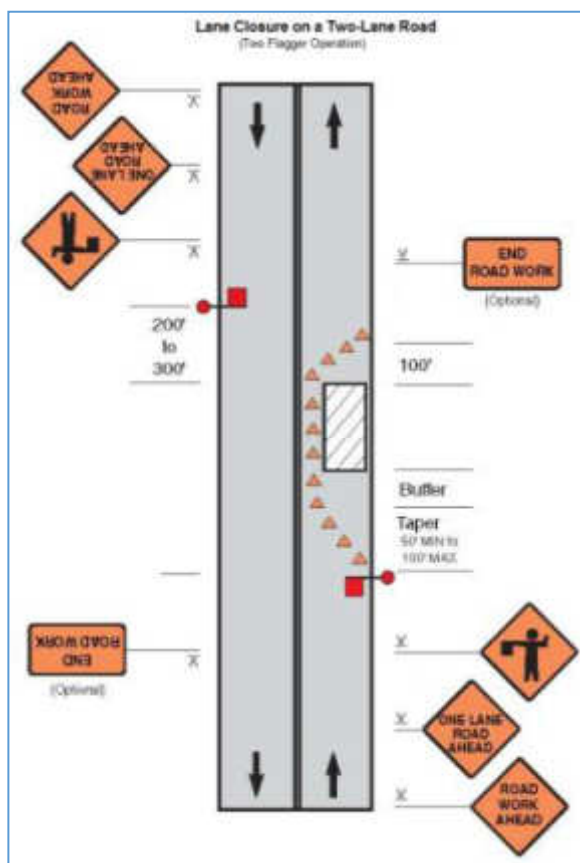 Lane Closure on a Two-Lane Road
(Two Flagger Operation)
ROAD
WORK
AHEAD
ONE LANE
ROAD
AHEAD
END
ROAD WORK
(Optional)
200'
to
300'
100'
Buffer
Taper
50' MIN to
100' MAX
END
ROAD WORK
(Optional)
ONE LANE
ROAD
AHEAD
ROAD
WORK
AHEAD